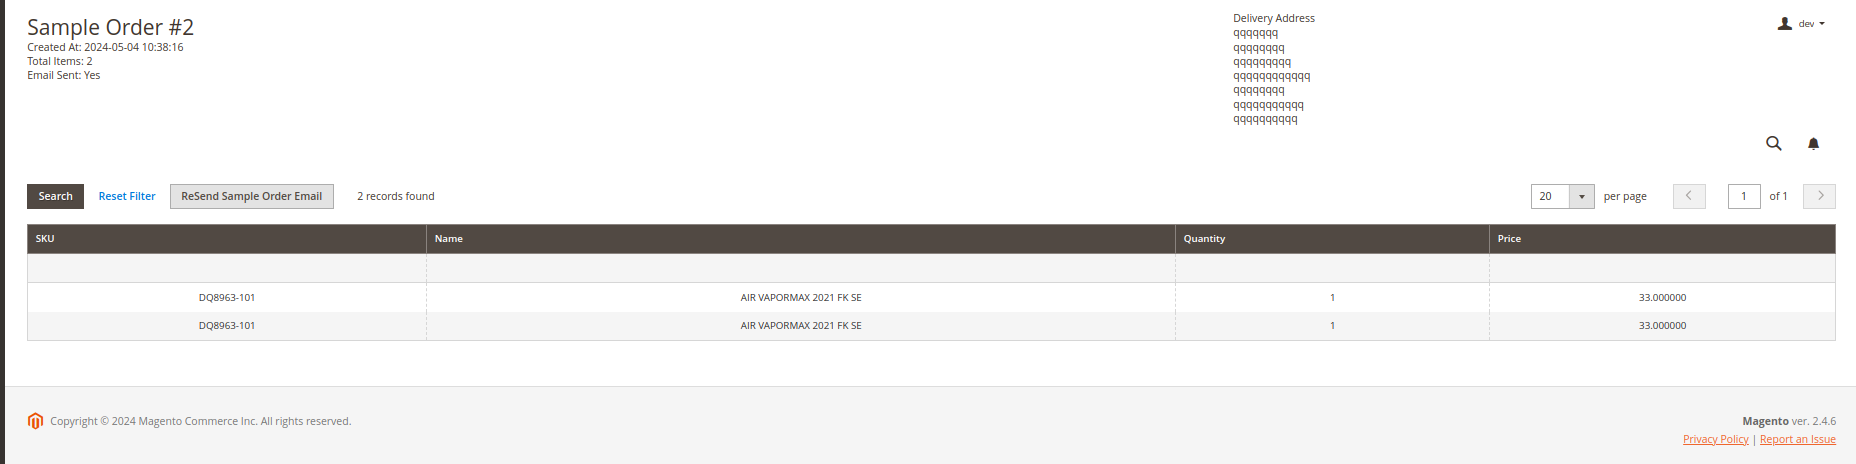 Sample Order #2
Created At: 2024-05-04 10:38:16
Total Items: 2
Email Sent: Yes
Delivery Address
qqqqqqq
qqqqqqqq
qqqqqqqqq
qqqqqqqqqqqq
qqqqqqqq
qqqqqqqqqqq
qqqqqqqqqq
dev
Search Reset Filter ReSend Sample Order Email 2 records found 20 per page 1 of 1
SKU Name Quantity Price
DQ8963-101 AIR VAPORMAX 2021 FK SE 1 33.000000
DQ8963-101 AIR VAPORMAX 2021 FK SE 1 33.000000
Copyright © 2024 Magento Commerce Inc. All rights reserved.
Magento ver. 2.4.6
Privacy Policy | Report an Issue